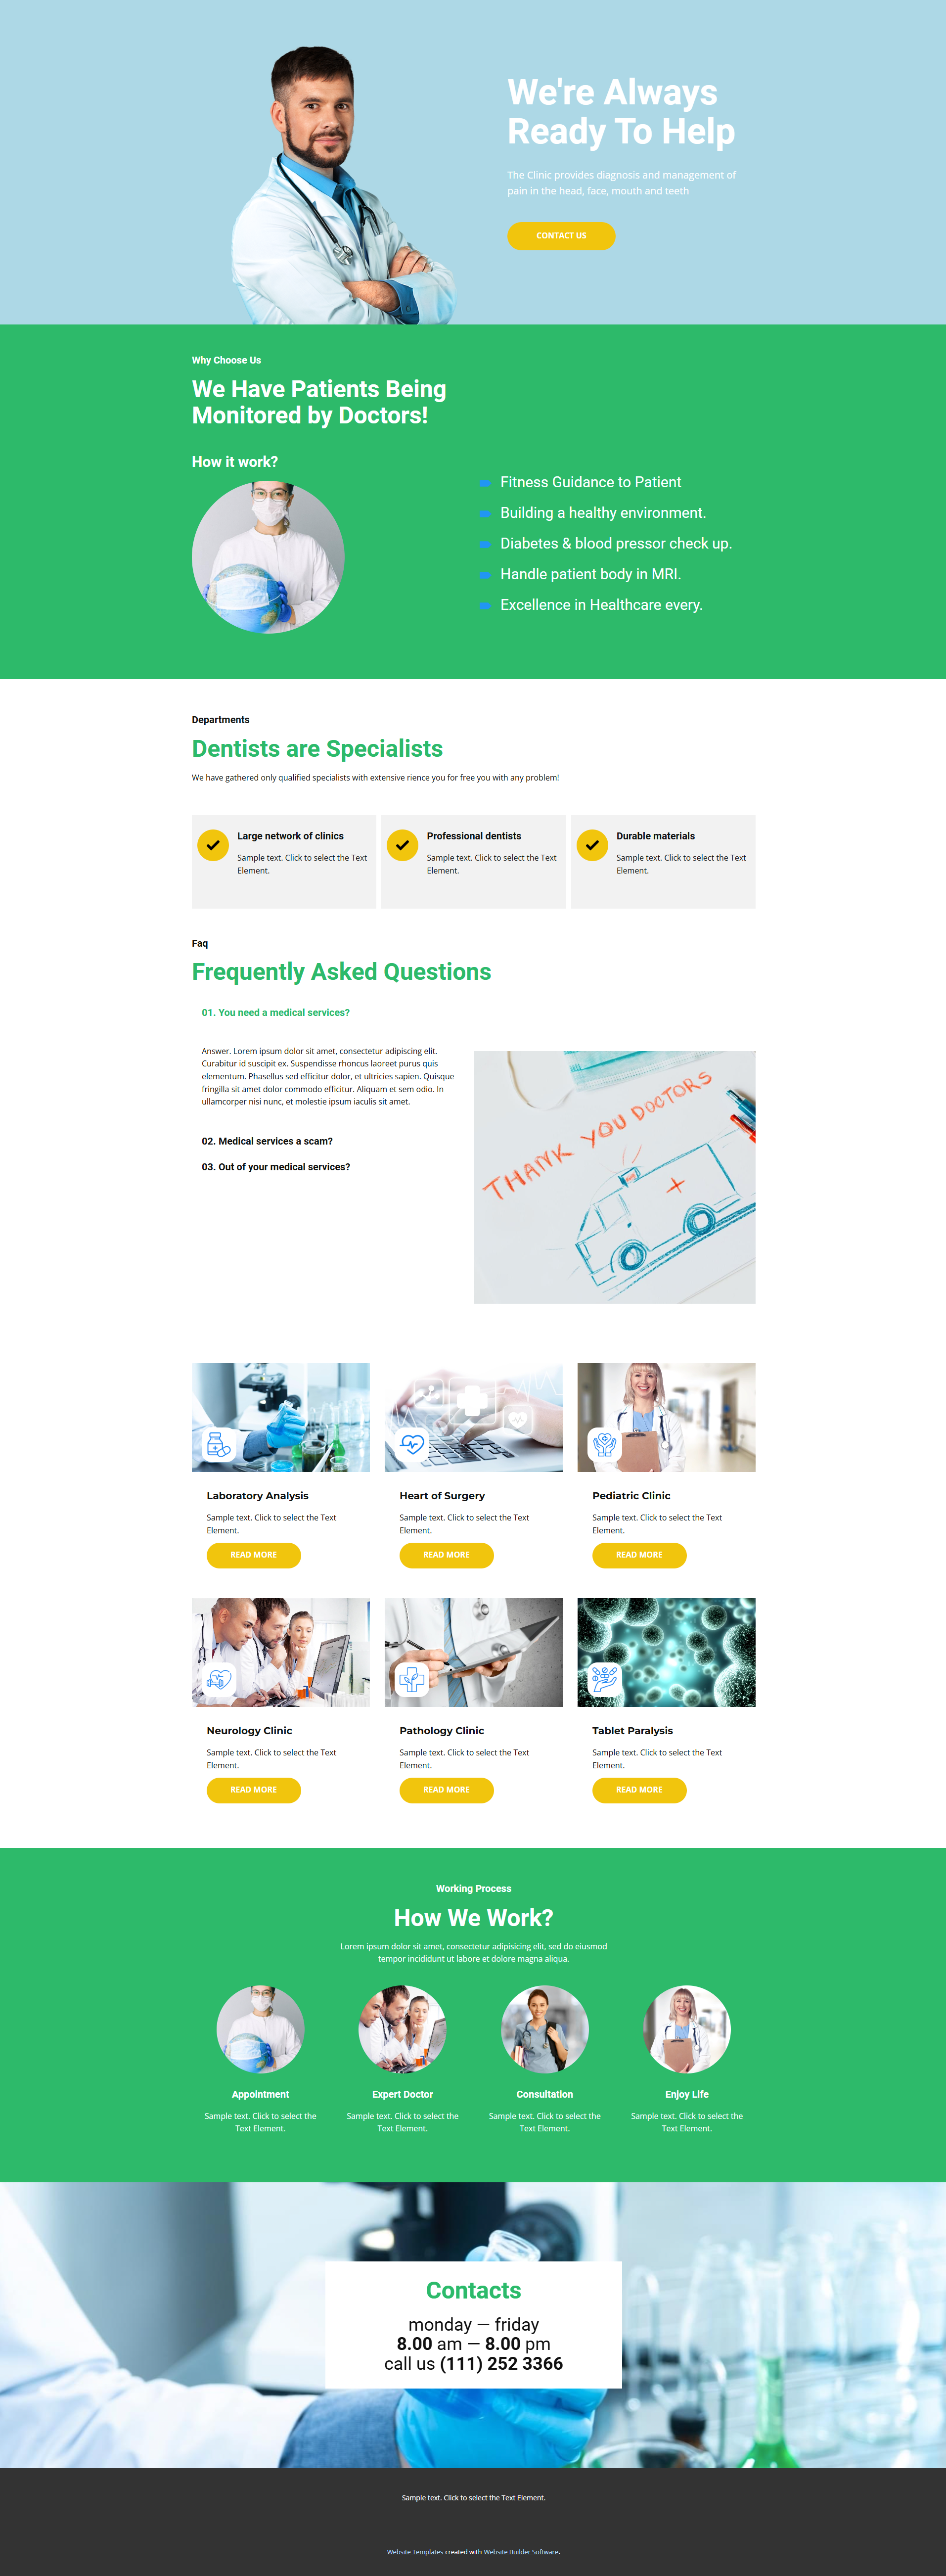 We're Always
Ready To Help
The Clinic provides diagnosis and management of
pain in the head, face, mouth and teeth
CONTACT US
Why Choose Us
We Have Patients Being
Monitored by Doctors!
How it work?
Fitness Guidance to Patient
Building a healthy environment.
Diabetes & blood pressor check up.
Handle patient body in MRI.
Excellence in Healthcare every.
Departments
Dentists are Specialists
We have gathered only qualified specialists with extensive rience you for free you with any problem!
Large network of clinics
Sample text. Click to select the Text
Element.
Professional dentists
Sample text. Click to select the Text
Element.
Durable materials
Sample text. Click to select the Text
Element.
Faq
Frequently Asked Questions
01. You need a medical services?
Answer. Lorem ipsum dolor sit amet, consectetur adipiscing elit.
Curabitur id suscipit ex. Suspendisse rhoncus laoreet purus quis
elementum. Phasellus sed efficitur dolor, et ultricies sapien. Quisque
fringilla sit amet dolor commodo efficitur. Aliquam et sem odio. In
ullamcorper nisi nunc, et molestie ipsum iaculis sit amet.
02. Medical services a scam?
03. Out of your medical services?
THANK YOU DOCTORS
Laboratory Analysis
Sample text. Click to select the Text
Element.
READ MORE
Heart of Surgery
Sample text. Click to select the Text
Element.
READ MORE
Pediatric Clinic
Sample text. Click to select the Text
Element.
READ MORE
Neurology Clinic
Sample text. Click to select the Text
Element.
READ MORE
Pathology Clinic
Sample text. Click to select the Text
Element.
READ MORE
Tablet Paralysis
Sample text. Click to select the Text
Element.
READ MORE
Working Process
How We Work?
Lorem ipsum dolor sit amet, consectetur adipisicing elit, sed do eiusmod
tempor incididunt ut labore et dolore magna aliqua.
Appointment
Sample text. Click to select the
Text Element.
Expert Doctor
Sample text. Click to select the
Text Element.
Consultation
Sample text. Click to select the
Text Element.
Enjoy Life
Sample text. Click to select the
Text Element.
Contacts
monday — friday
8.00 am — 8.00 pm
call us (111) 252 3366
Sample text. Click to select the Text Element.
Website Templates created with Website Builder Software.